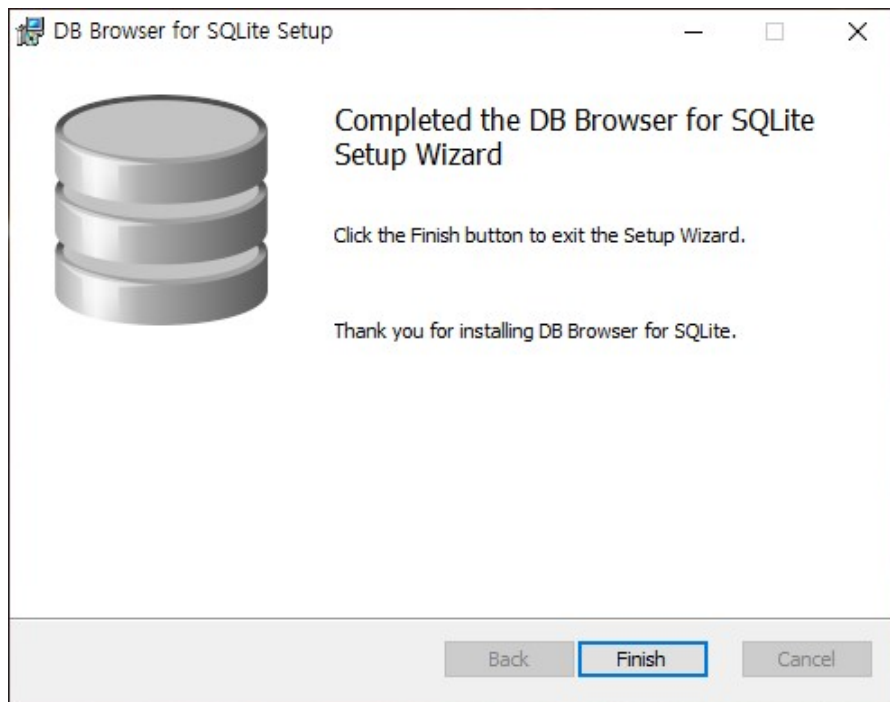 DB Browser for SQLite Setup
Completed the DB Browser for SQLite
Setup Wizard
Click the Finish button to exit the Setup Wizard.
Thank you for installing DB Browser for SQLite.
Back
Finish
Cancel